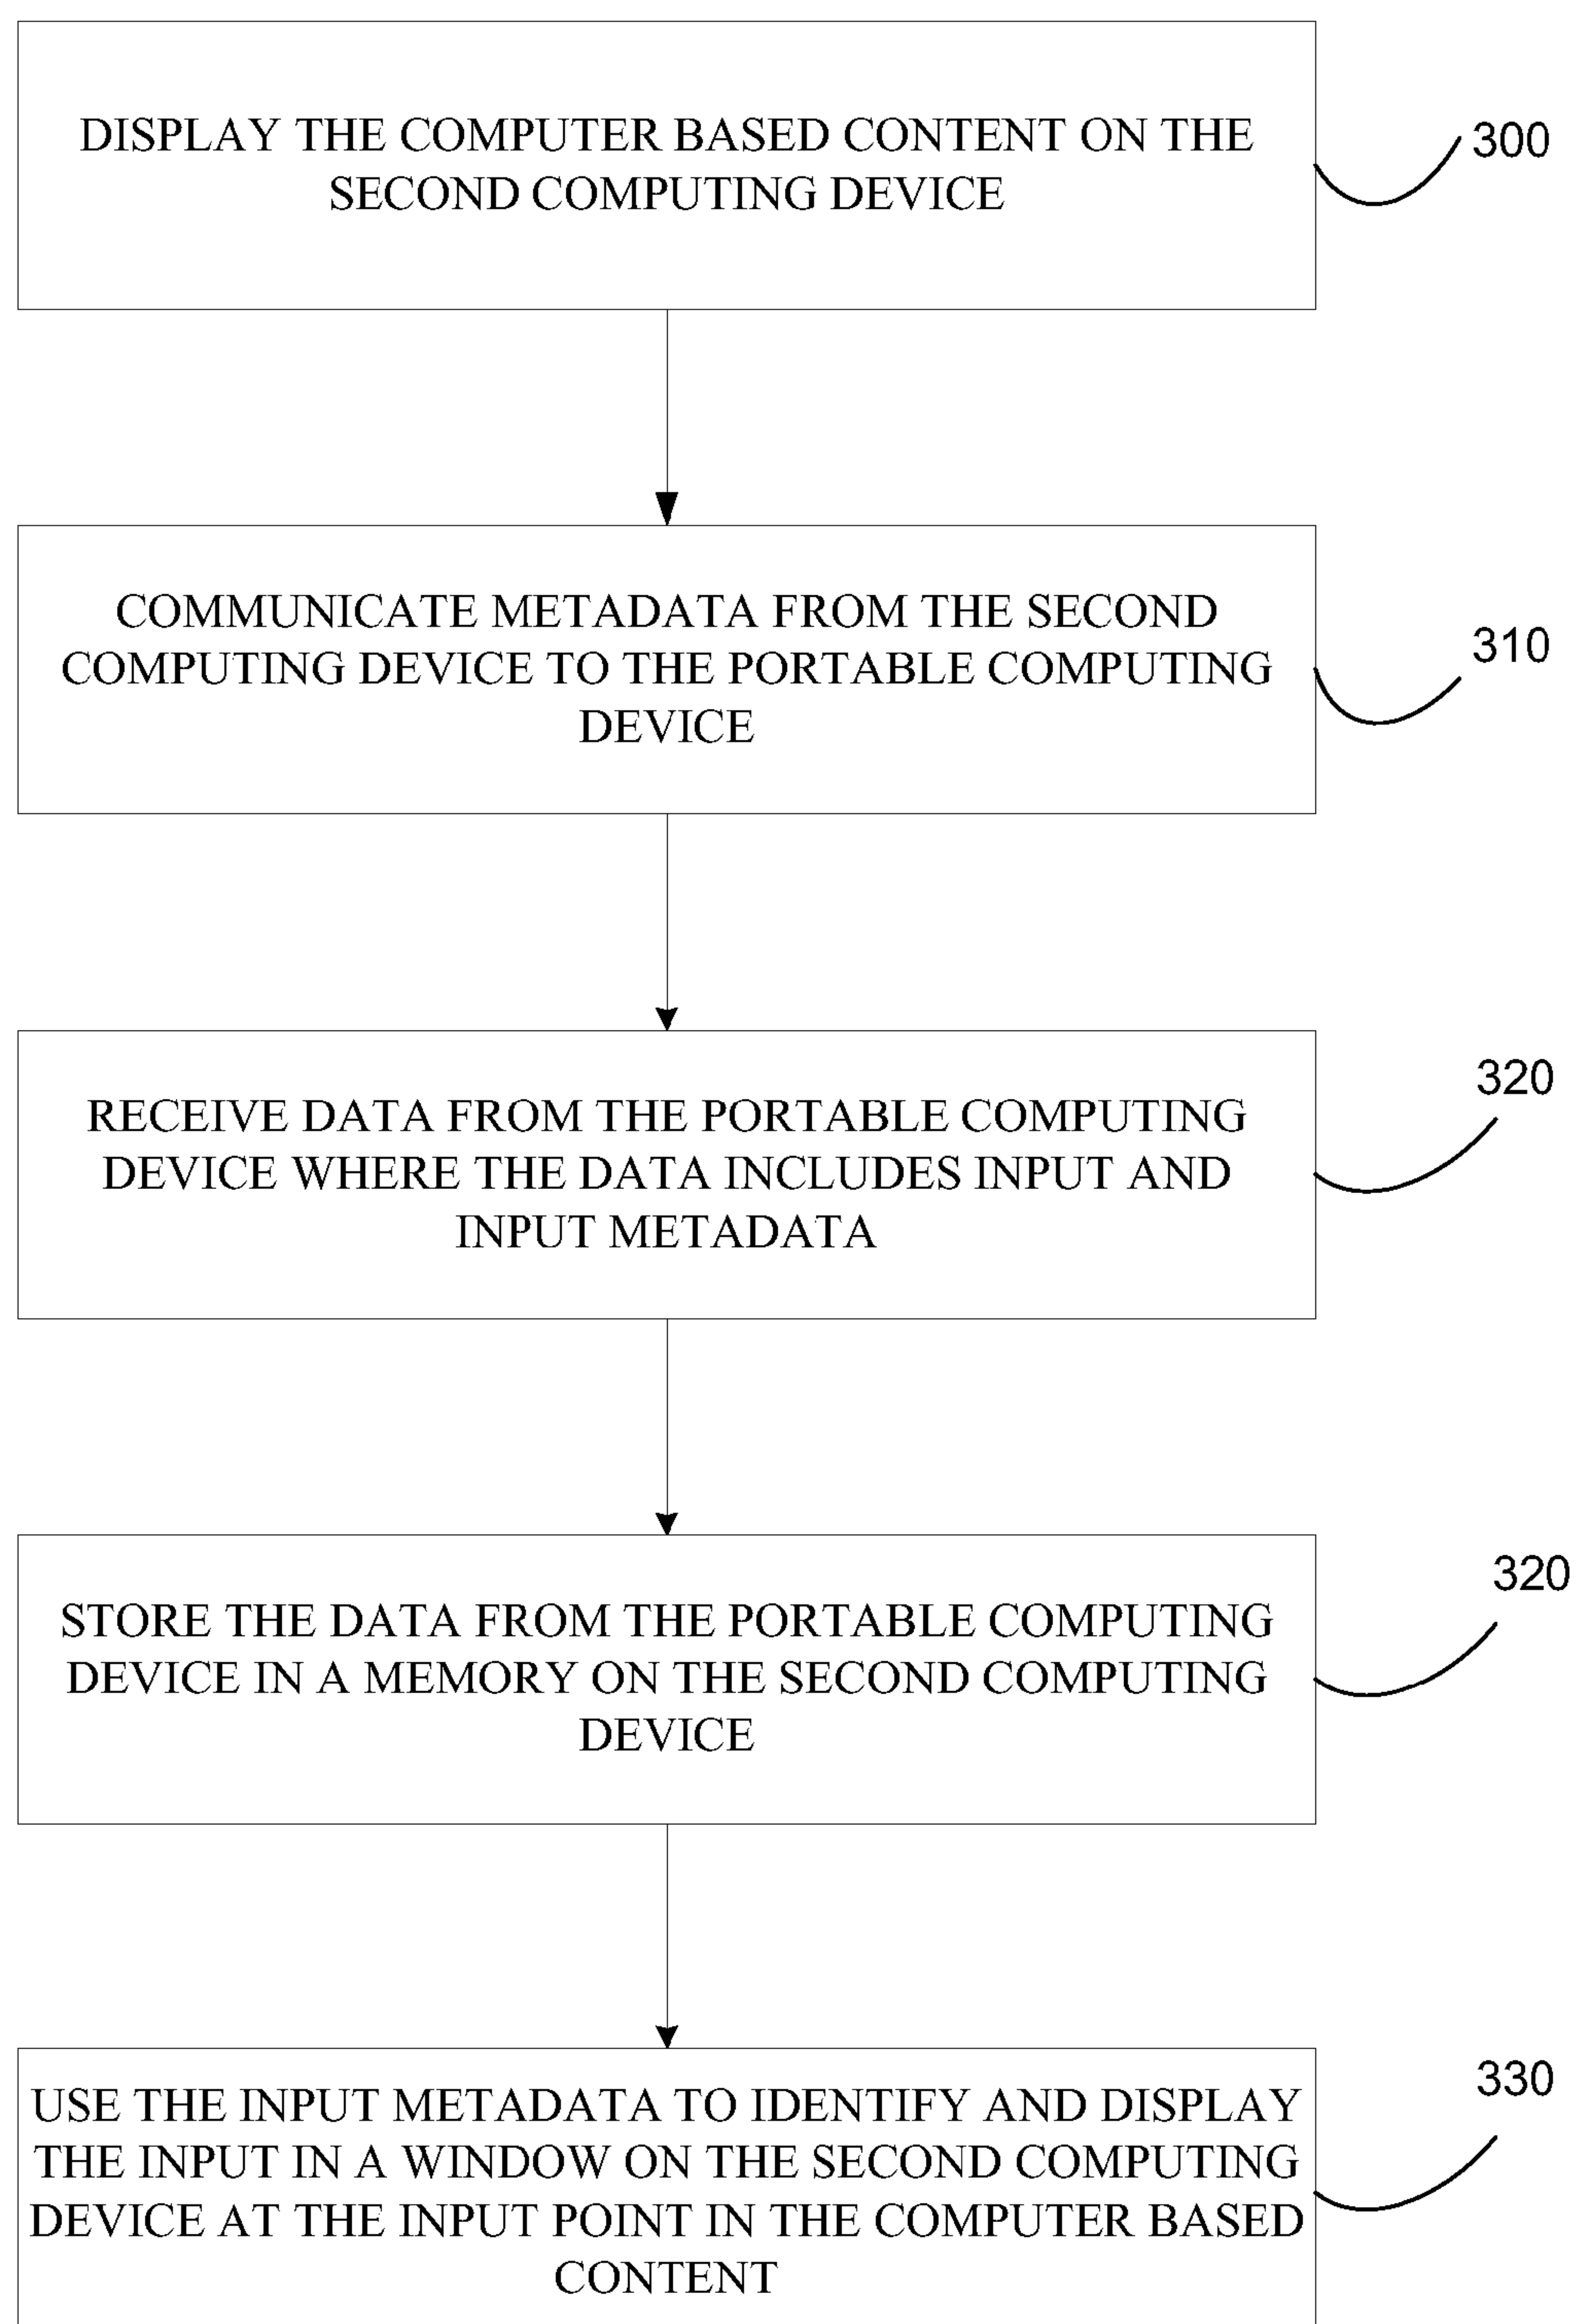 DISPLAY THE COMPUTER BASED CONTENT ON THE
SECOND COMPUTING DEVICE
300
COMMUNICATE METADATA FROM THE SECOND
COMPUTING DEVICE TO THE PORTABLE COMPUTING
DEVICE
310
RECEIVE DATA FROM THE PORTABLE COMPUTING
DEVICE WHERE THE DATA INCLUDES INPUT AND
INPUT METADATA
320
STORE THE DATA FROM THE PORTABLE COMPUTING
DEVICE IN A MEMORY ON THE SECOND COMPUTING
DEVICE
320
USE THE INPUT METADATA TO IDENTIFY AND DISPLAY
THE INPUT IN A WINDOW ON THE SECOND COMPUTING
DEVICE AT THE INPUT POINT IN THE COMPUTER BASED
CONTENT
330